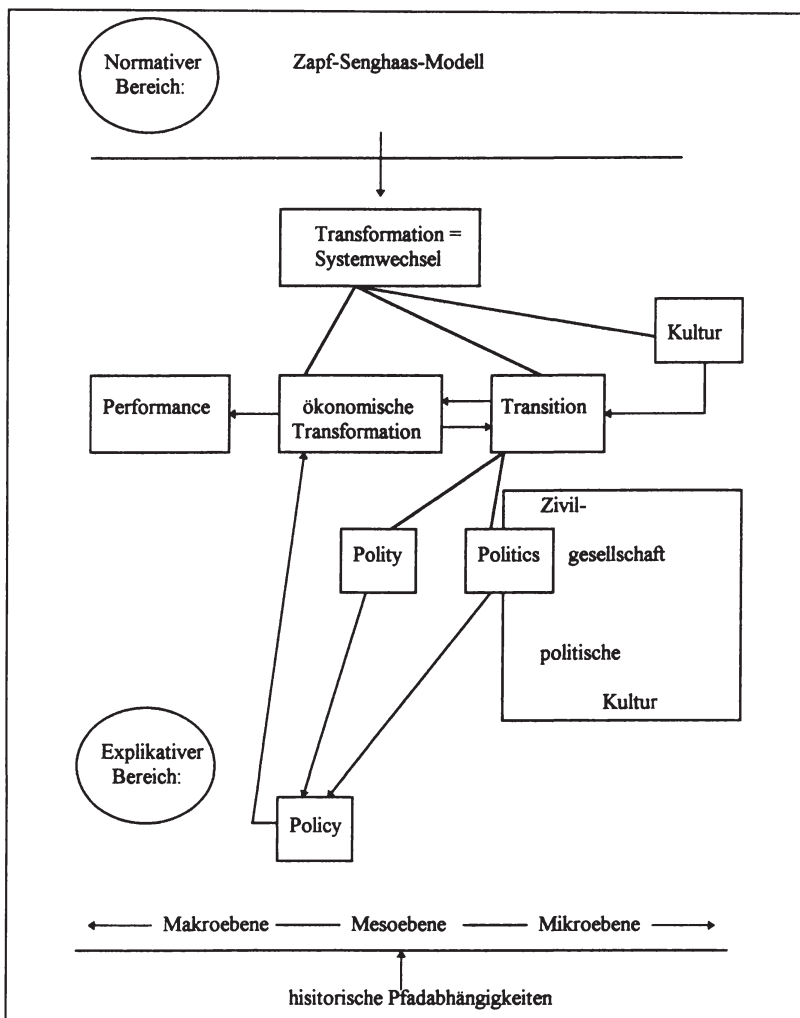 Normativer
Bereich:
Zapf-Senghaas-Modell
Transformation =
Systemwechsel
Kultur
Performance
ökonomische
Transformation
Transition
Zivil-
Polity
Politics
gesellschaft
politische
Kultur
Explikativer
Bereich:
Policy
Makroebene
Mesoebene
Mikroebene
hisitorische Pfadabhängigkeiten